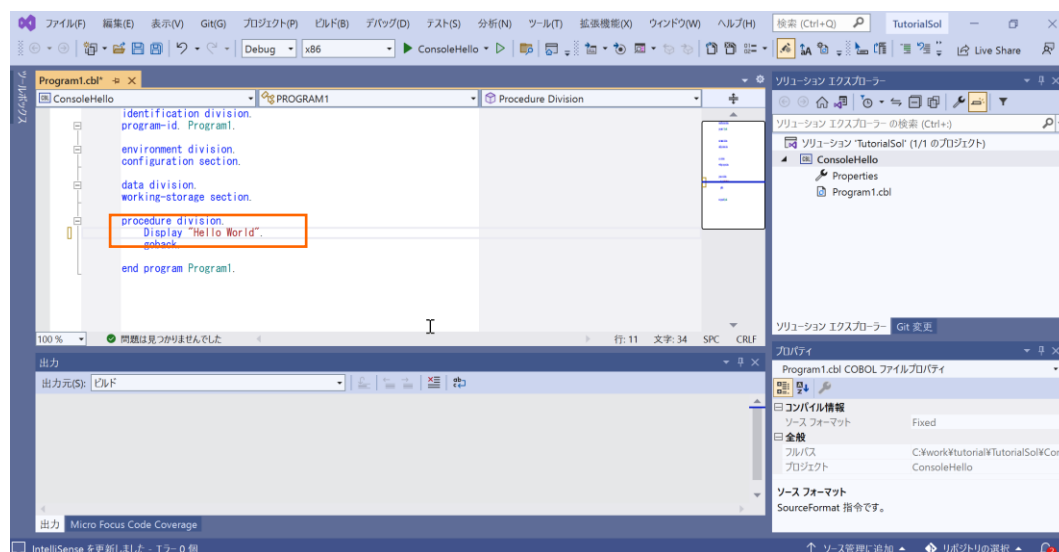 ファイル(F) 編集(E) 表示(V) Git(G) プロジェクト(P) ビルド(B) デバッグ(D) テスト(S) 分析(N) ツール(T) 拡張機能(X) ウィンドウ(W) ヘルプ(H) 検索 (Ctrl+Q) TutorialSol
Debug x86 ConsoleHello Live Share
ツールボックス
Program1.cbl*
ConsoleHello PROGRAM1 Procedure Division
identification division.
program-id. Program1.
environment division.
configuration section.
data division.
working-storage section.
procedure division.
Display "Hello World".
goback.
end program Program1.
100 % 問題は見つかりませんでした 行: 11 文字: 34 SPC CRLF
出力
出力元(S): ビルド
出力 Micro Focus Code Coverage
ソリューション エクスプローラー
ソリューション エクスプローラー の検索 (Ctrl+:)
ソリューション 'TutorialSol' (1/1 のプロジェクト)
ConsoleHello
Properties
Program1.cbl
ソリューション エクスプローラー Git 変更
プロパティ
Program1.cbl COBOL ファイルプロパティ
コンパイル情報
ソース フォーマット Fixed
全般
フルパス C:¥work¥tutorial¥TutorialSol¥Con
プロジェクト ConsoleHello
ソース フォーマット
SourceFormat 指令です。
IntelliSense を更新しました - エラー 0 個 ソース管理に追加 リポジトリの選択